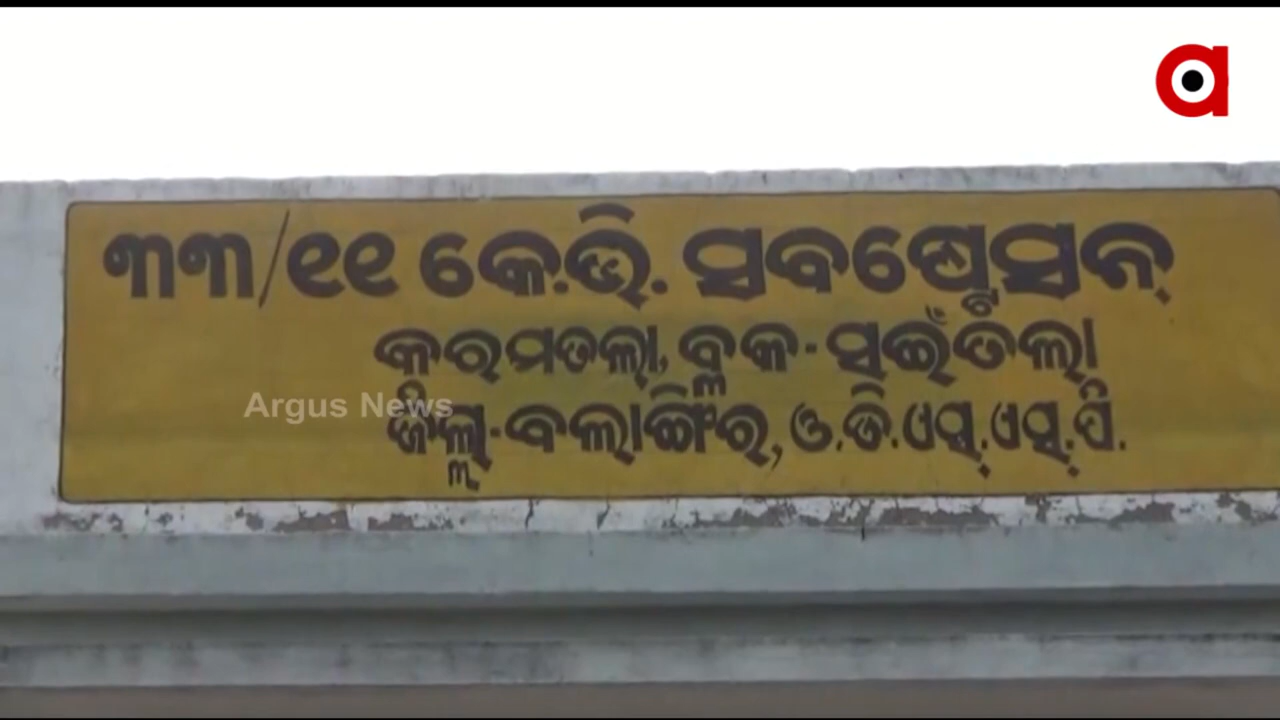 ୩୩/୧୧ କେ.ଭି. ସବଷ୍ଟେସନ୍
କରମତଲା, ବ୍ଲକ-ସଇଁତଲା
Argus News
ଜିଲ୍ଲା-ବଲାଙ୍ଗିର, ଓ.ଡି.ଏସ୍.ଏସ୍.ପି.